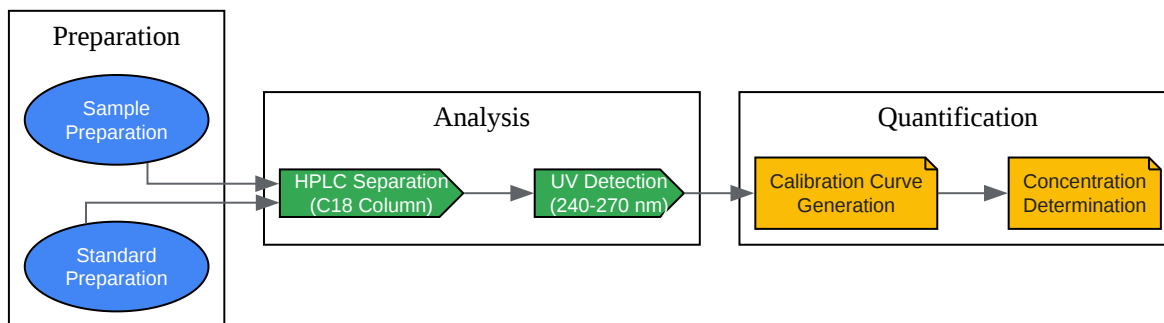 Preparation
Sample
Preparation
Standard
Preparation
Analysis
HPLC Separation
(C18 Column)
UV Detection
(240-270 nm)
Quantification
Calibration Curve
Generation
Concentration
Determination